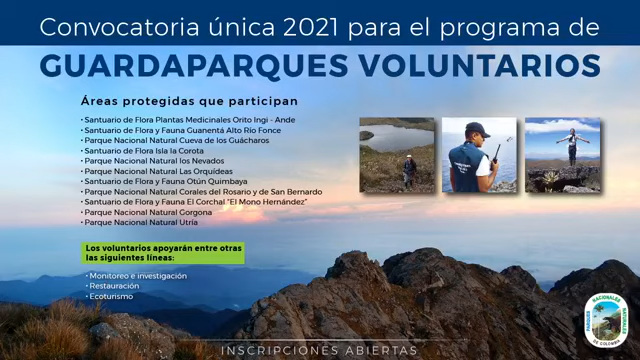 Convocatoria única 2021 para el programa de
GUARDAPARQUES VOLUNTARIOS
Áreas protegidas que participan
• Santuario de Flora Plantas Medicinales Orito Ingi - Ande
• Santuario de Flora y Fauna Guanentá Alto Río Fonce
• Parque Nacional Natural Cueva de los Guácharos
• Santuario de Flora Isla la Corota
• Parque Nacional Natural los Nevados
• Parque Nacional Natural Las Orquídeas
• Santuario de Flora y Fauna Otún Quimbaya
• Parque Nacional Natural Corales del Rosario y de San Bernardo
• Santuario de Flora y Fauna El Corchal "El Mono Hernández"
• Parque Nacional Natural Gorgona
• Parque Nacional Natural Utría
Los voluntarios apoyarán entre otras
las siguientes líneas:
• Monitoreo e investigación
• Restauración
• Ecoturismo
PARQUES NACIONALES NATURALES
DE COLOMBIA
INSCRIPCIONES ABIERTAS